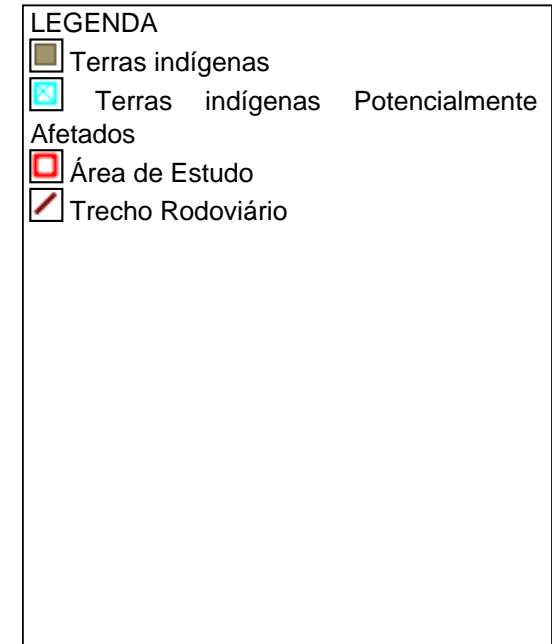 LEGENDA
Terras indígenas
Terras indígenas Potencialmente
Afetados
Área de Estudo
Trecho Rodoviário